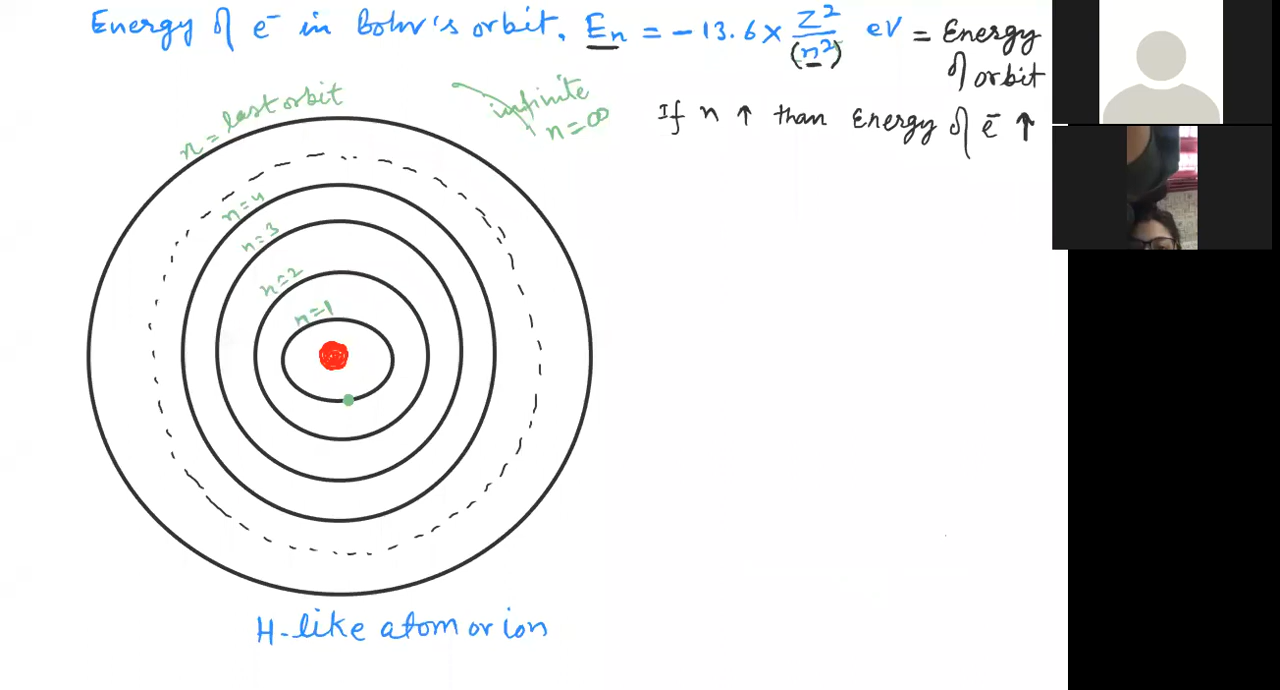 Energy of e⁻ in Bohr's orbit. En = -13.6 × Z²/(n²) eV = Energy
of orbit
If n ↑ than Energy of e⁻ ↑
n = last orbit
infinite
n = ∞
n=4
n=3
n=2
n=1
H-like atom or ion